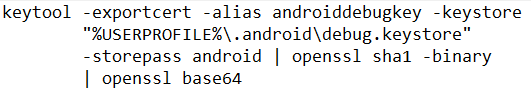 keytool -exportcert -alias androiddebugkey -keystore
"%USERPROFILE%\.android\debug.keystore"
-storepass android | openssl sha1 -binary
| openssl base64